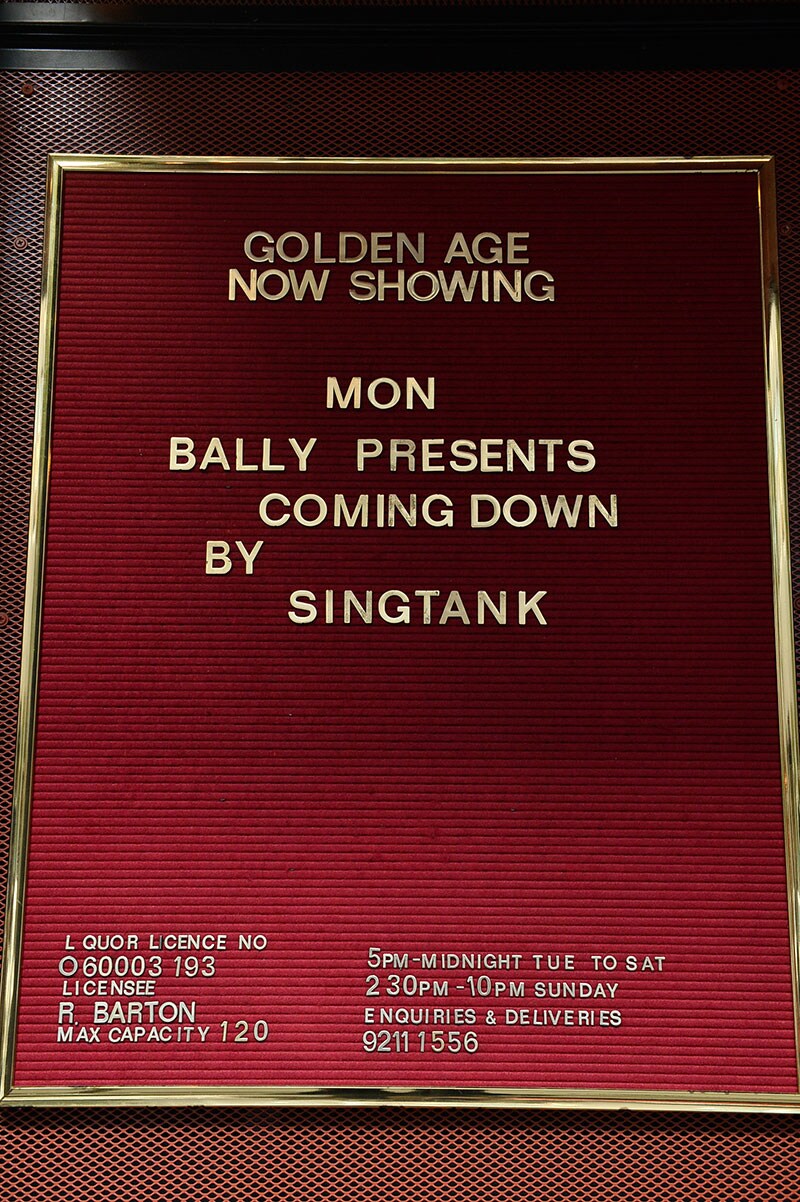 GOLDEN AGE
NOW SHOWING
MON
BALLY PRESENTS
COMING DOWN
BY
SINGTANK
L QUOR LICENCE NO
O60003 193
LICENSEE
R. BARTON
MAX CAPACITY 120
5PM-MIDNIGHT TUE TO SAT
2 30PM -10PM SUNDAY
ENQUIRIES & DELIVERIES
9211 1556